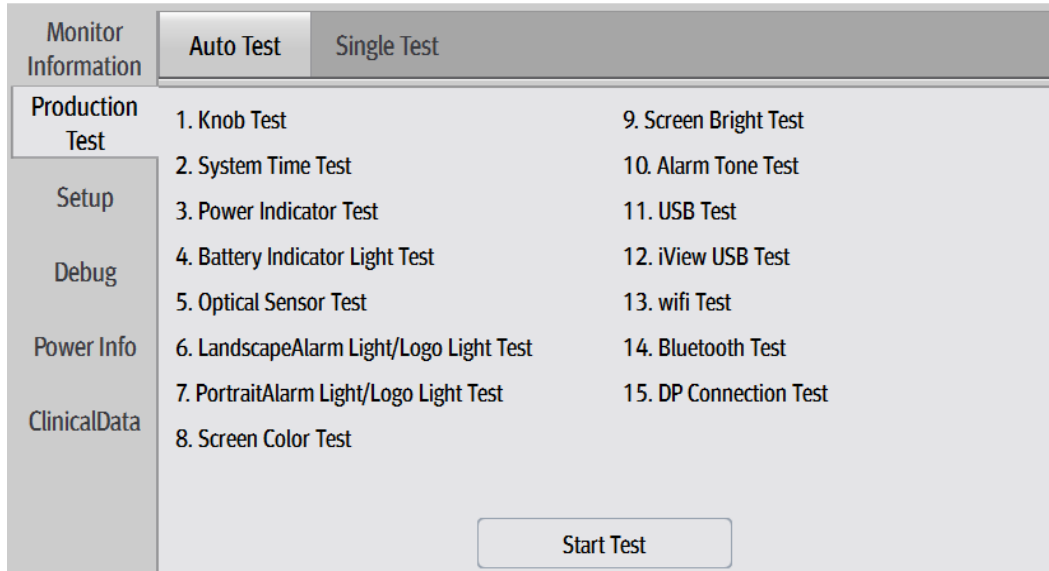 Monitor
Information
Production
Test
Setup
Debug
Power Info
ClinicalData
Auto Test
Single Test
1. Knob Test
2. System Time Test
3. Power Indicator Test
4. Battery Indicator Light Test
5. Optical Sensor Test
6. LandscapeAlarm Light/Logo Light Test
7. PortraitAlarm Light/Logo Light Test
8. Screen Color Test
9. Screen Bright Test
10. Alarm Tone Test
11. USB Test
12. iView USB Test
13. wifi Test
14. Bluetooth Test
15. DP Connection Test
Start Test